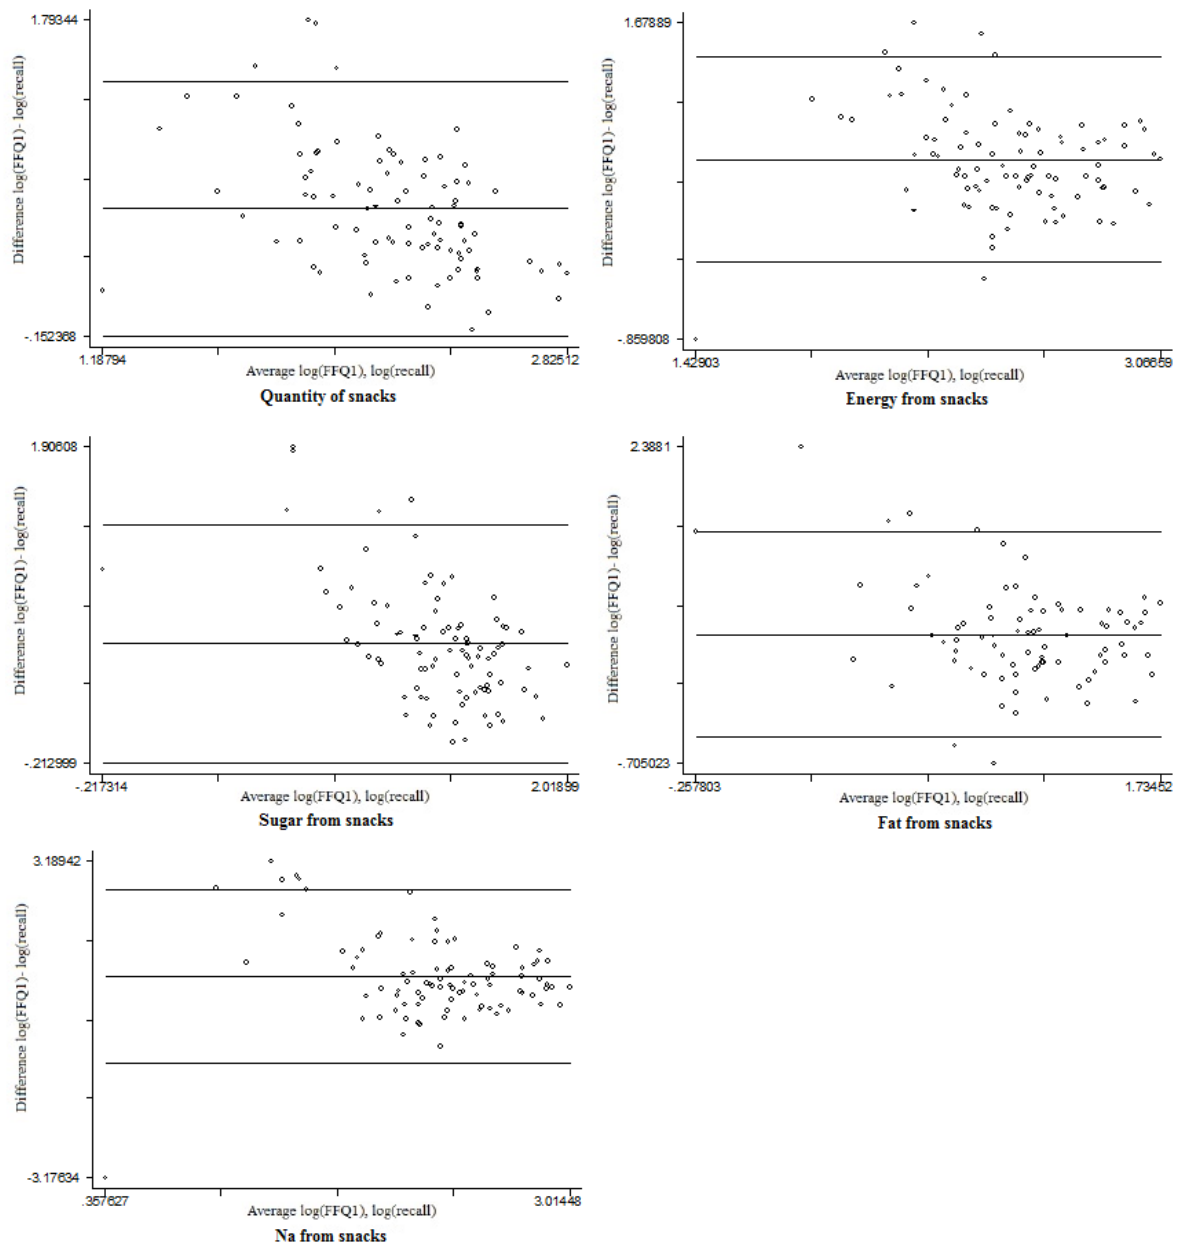 1.79344
Difference log(FFQ1)- log(recall)
-.152368
1.18794
2.82512
Average log(FFQ1), log(recall)
Quantity of snacks
1.67889
Difference log(FFQ1)- log(recall)
-.859808
1.42903
3.06659
Average log(FFQ1), log(recall)
Energy from snacks
1.90608
Difference log(FFQ1)- log(recall)
-.212999
-.217314
2.01899
Average log(FFQ1), log(recall)
Sugar from snacks
2.3881
Difference log(FFQ1)- log(recall)
-.705023
-.257803
1.73452
Average log(FFQ1), log(recall)
Fat from snacks
3.18942
Difference log(FFQ1)- log(recall)
-3.17634
.357627
3.01448
Average log(FFQ1), log(recall)
Na from snacks